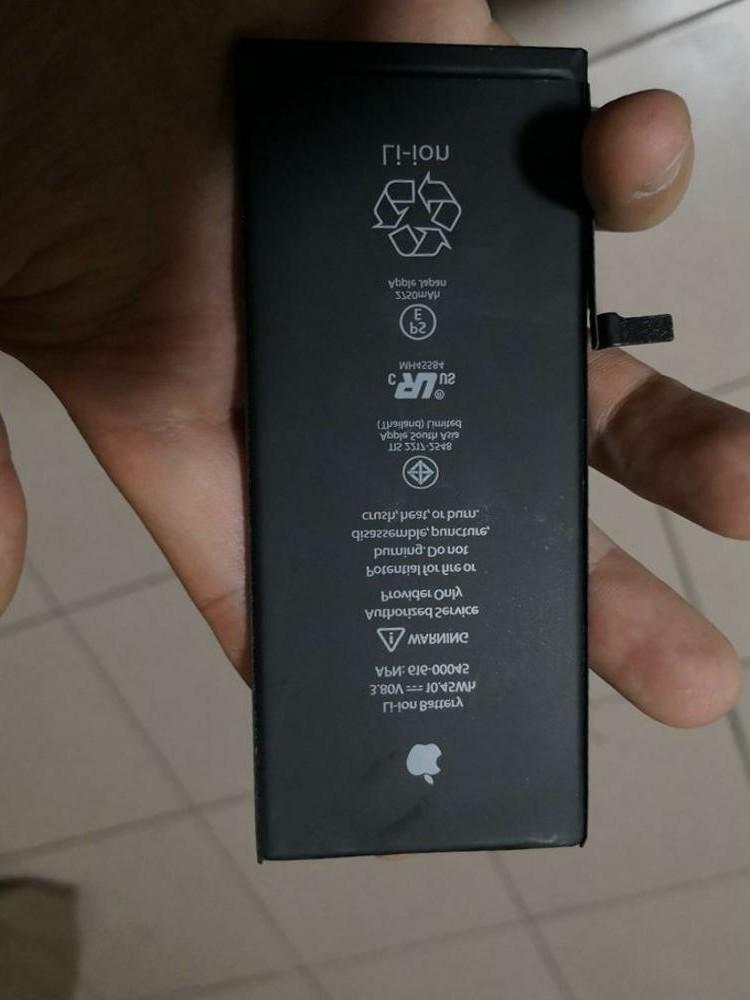 Li-ion Battery
3.80V ⎓ 10.45Wh
APN: 616-00045
WARNING
Authorized Service
Provider Only
Potential for fire or
burning. Do not
disassemble, puncture,
crush, heat, or burn.
TIS 2217-2548
Apple South Asia
(Thailand) Limited
c RU ® US
MH45584
PS
E
2750mAh
Apple Japan
Li-ion